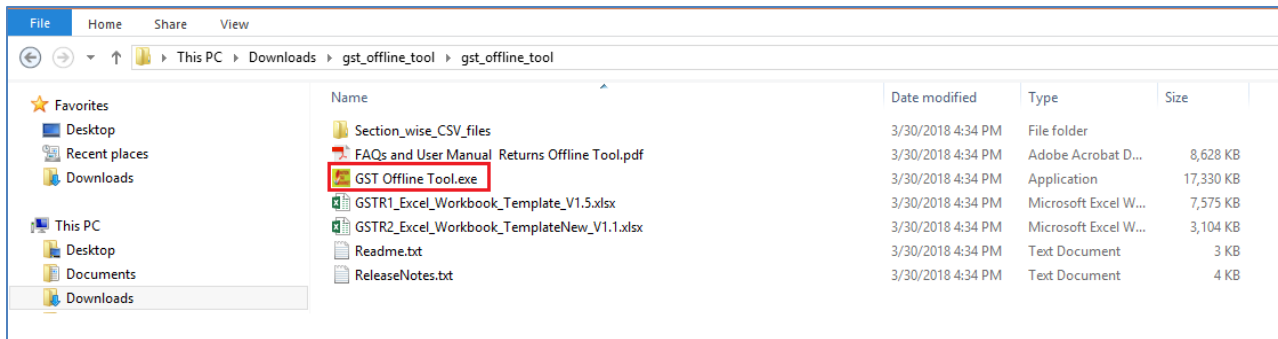 File Home Share View
This PC Downloads gst_offline_tool gst_offline_tool
Favorites
Desktop
Recent places
Downloads
This PC
Desktop
Documents
Downloads
Name Date modified Type Size
Section_wise_CSV_files 3/30/2018 4:34 PM File folder
FAQs and User Manual Returns Offline Tool.pdf 3/30/2018 4:34 PM Adobe Acrobat D... 8,628 KB
GST Offline Tool.exe 3/30/2018 4:34 PM Application 17,330 KB
GSTR1_Excel_Workbook_Template_V1.5.xlsx 3/30/2018 4:34 PM Microsoft Excel W... 7,575 KB
GSTR2_Excel_Workbook_TemplateNew_V1.1.xlsx 3/30/2018 4:34 PM Microsoft Excel W... 3,104 KB
Readme.txt 3/30/2018 4:34 PM Text Document 3 KB
ReleaseNotes.txt 3/30/2018 4:34 PM Text Document 4 KB